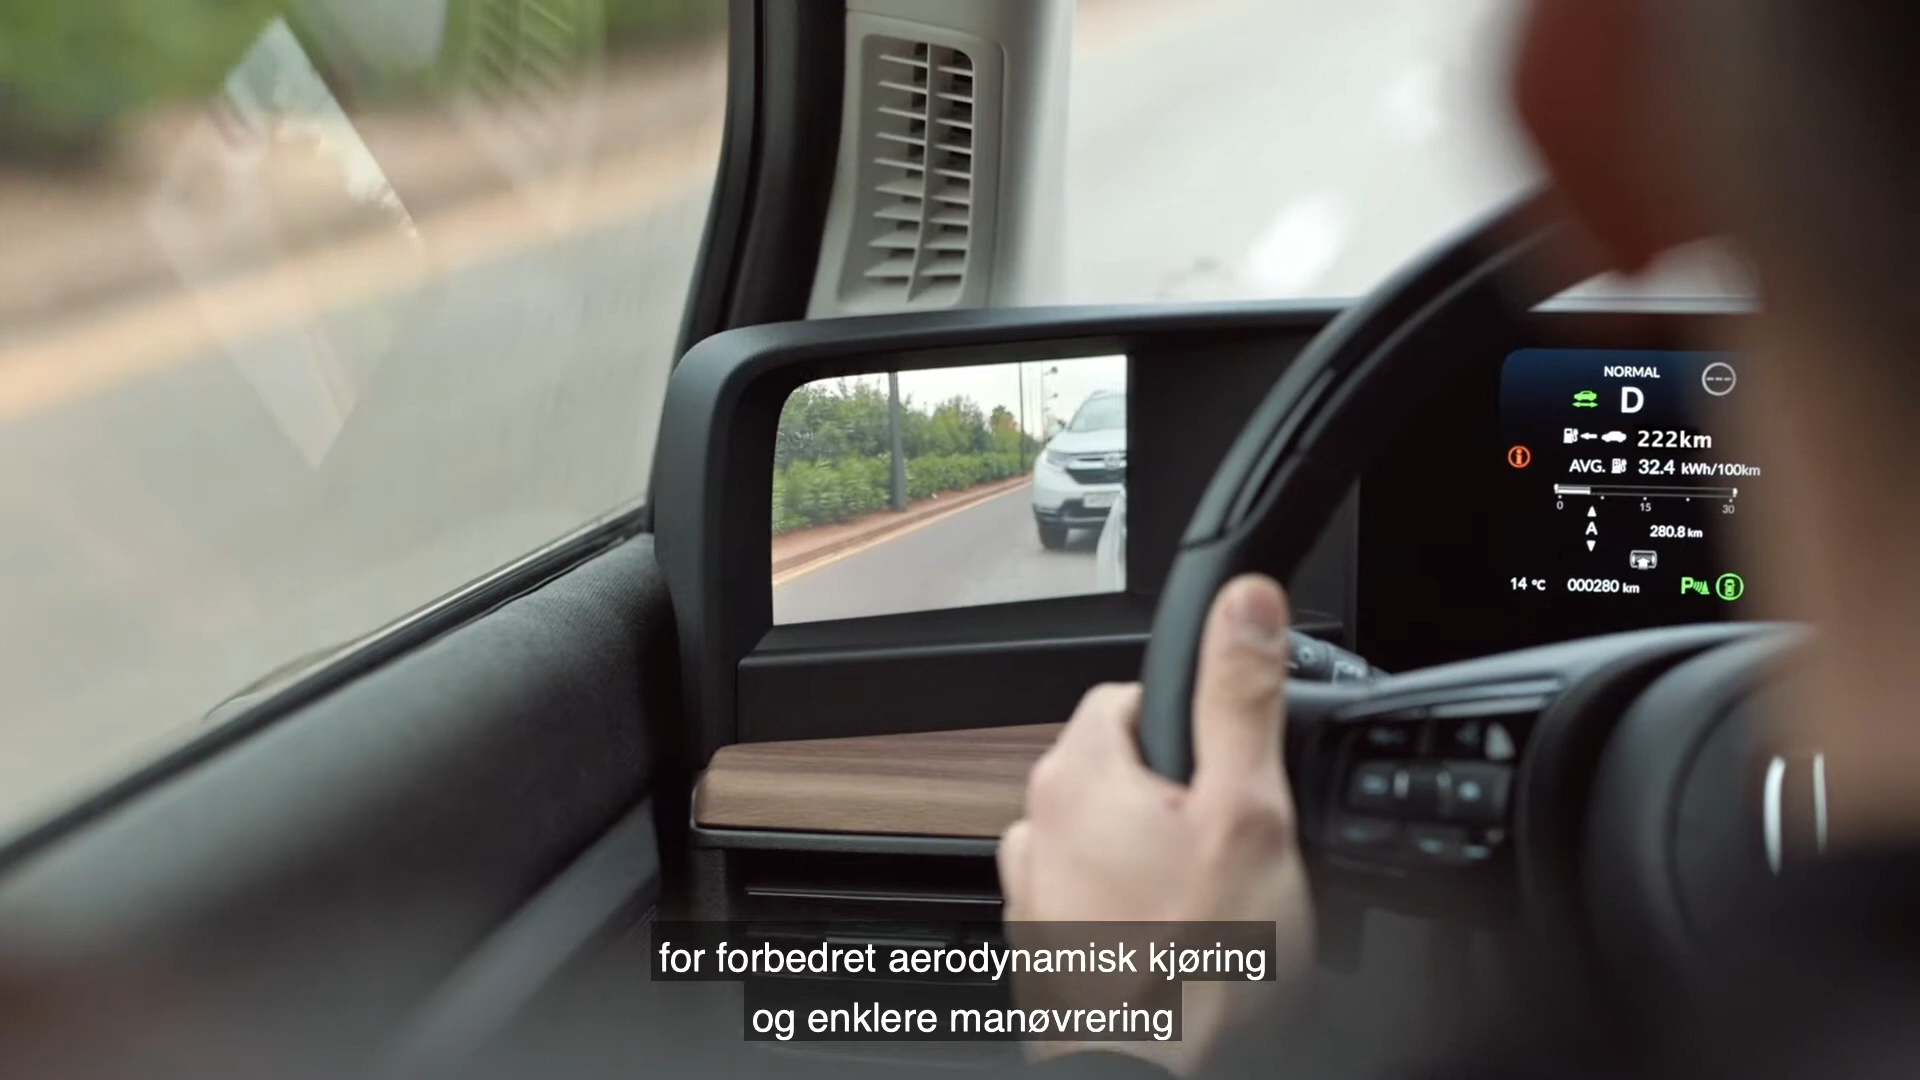 NORMAL
D
222km
AVG. 32.4 kWh/100km
0 15 30
A
280.8 km
14 °C 000280 km
P
for forbedret aerodynamisk kjøring
og enklere manøvrering